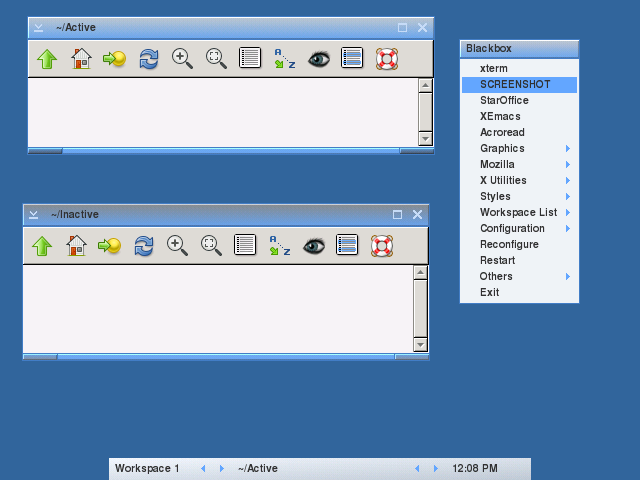 ~/Active
Blackbox
xterm
SCREENSHOT
StarOffice
XEmacs
Acroread
Graphics
Mozilla
X Utilities
Styles
Workspace List
Configuration
Reconfigure
Restart
Others
Exit
A
Z
~/Inactive
A
Z
Workspace 1
~/Active
12:08 PM